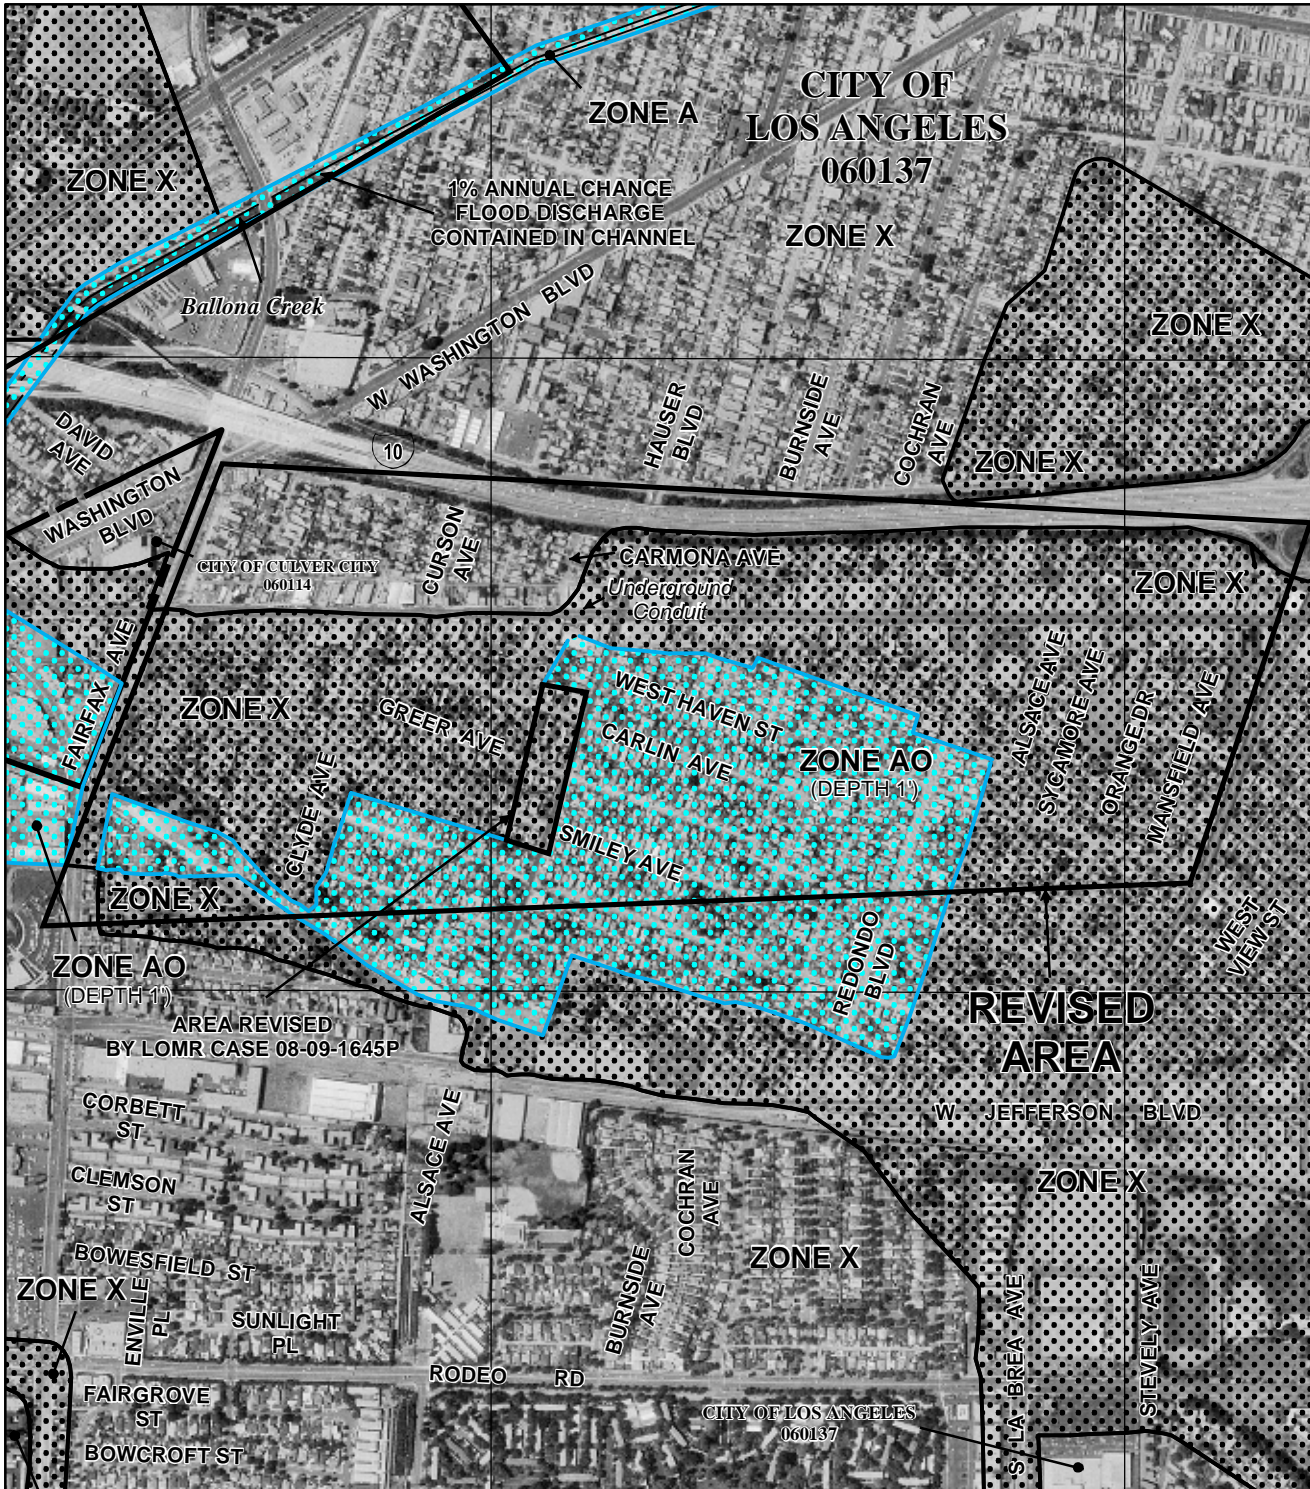 CITY OF
LOS ANGELES
060137
ZONE A
ZONE X
1% ANNUAL CHANCE
FLOOD DISCHARGE
CONTAINED IN CHANNEL
ZONE X
Ballona Creek
W WASHINGTON BLVD
ZONE X
HAUSER
BLVD
BURNSIDE
AVE
COCHRAN
AVE
ZONE X
DAVID
AVE
10
WASHINGTON
BLVD
CURSON
AVE
CITY OF CULVER CITY
060114
CARMONA AVE
Underground
Conduit
ZONE X
FAIRFAX AVE
ZONE X
GREER AVE
WEST HAVEN ST
CARLIN AVE
ZONE AO
(DEPTH 1')
ALSACE AVE
SYCAMORE AVE
ORANGE DR
MANSFIELD AVE
CLYDE AVE
SMILEY AVE
ZONE X
REDONDO
BLVD
WEST
VIEW ST
ZONE AO
(DEPTH 1')
AREA REVISED
BY LOMR CASE 08-09-1645P
REVISED
AREA
CORBETT
ST
ALSACE AVE
W JEFFERSON BLVD
CLEMSON
ST
COCHRAN
AVE
ZONE X
BOWESFIELD ST
ZONE X
ZONE X
ENVILLE
PL
SUNLIGHT
PL
BURNSIDE
AVE
S LA BREA AVE
STEVELY AVE
RODEO RD
FAIRGROVE
ST
CITY OF LOS ANGELES
060137
BOWCROFT ST